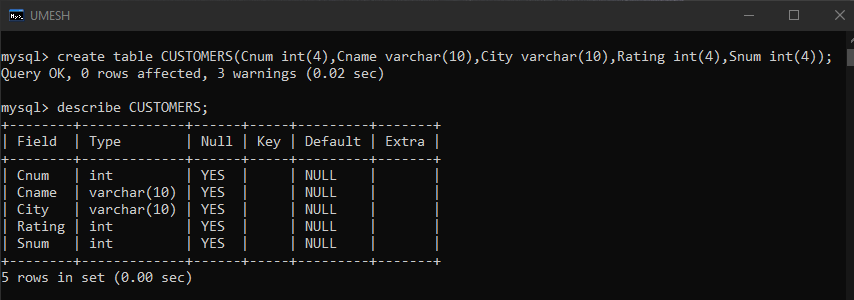 UMESH
mysql> create table CUSTOMERS(Cnum int(4),Cname varchar(10),City varchar(10),Rating int(4),Snum int(4));
Query OK, 0 rows affected, 3 warnings (0.02 sec)
mysql> describe CUSTOMERS;
+--------+-------------+------+-----+---------+-------+
| Field  | Type        | Null | Key | Default | Extra |
+--------+-------------+------+-----+---------+-------+
| Cnum   | int         | YES  |     | NULL    |       |
| Cname  | varchar(10) | YES  |     | NULL    |       |
| City   | varchar(10) | YES  |     | NULL    |       |
| Rating | int         | YES  |     | NULL    |       |
| Snum   | int         | YES  |     | NULL    |       |
+--------+-------------+------+-----+---------+-------+
5 rows in set (0.00 sec)